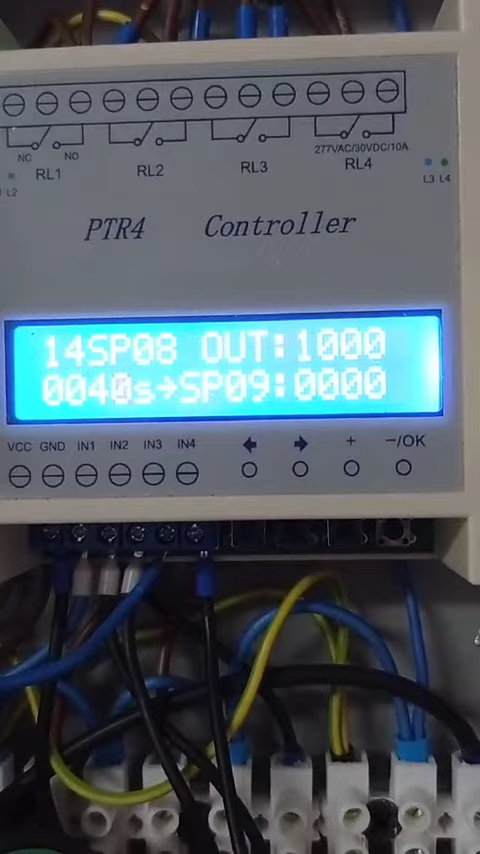 277VAC/30VDC/10A
NC NO
RL1 RL2 RL3 RL4
L2 L3 L4
PTR4 Controller
14SP08 OUT:1000
0040s→SP09:0000
VCC GND IN1 IN2 IN3 IN4 ← → + −/OK